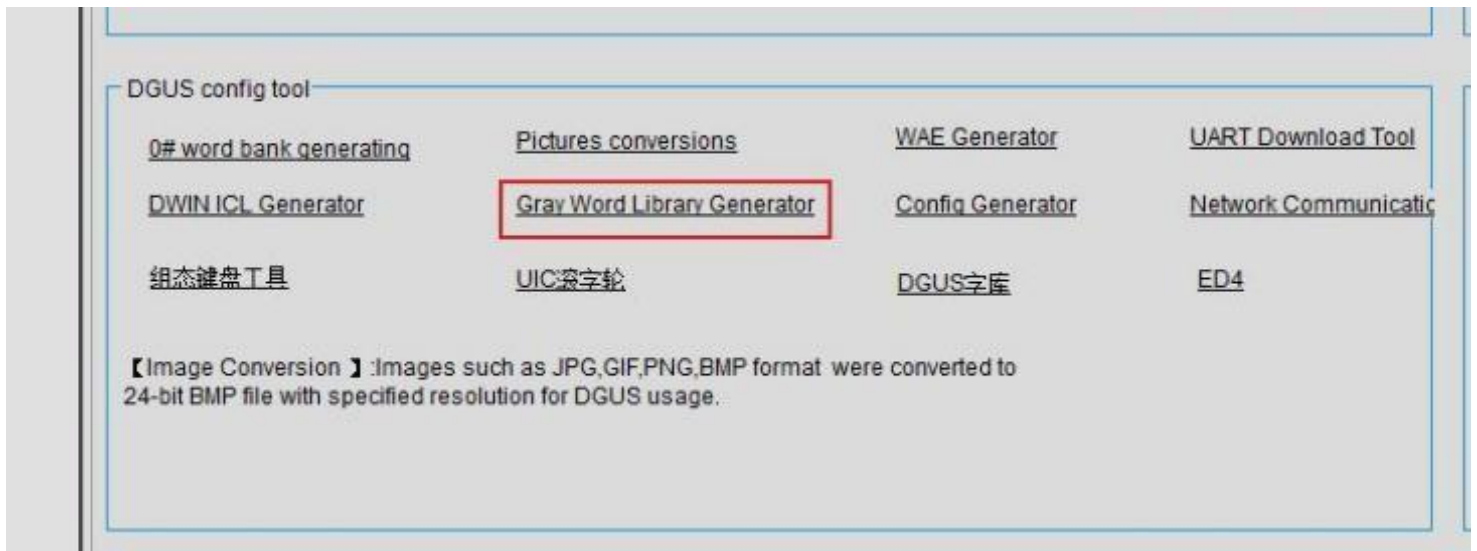 DGUS config tool
0# word bank generating
Pictures conversions
WAE Generator
UART Download Tool
DWIN ICL Generator
Gray Word Library Generator
Config Generator
Network Communicatio
组态键盘工具
UIC滚字轮
DGUS字库
ED4
【Image Conversion 】:Images such as JPG,GIF,PNG,BMP format were converted to
24-bit BMP file with specified resolution for DGUS usage.